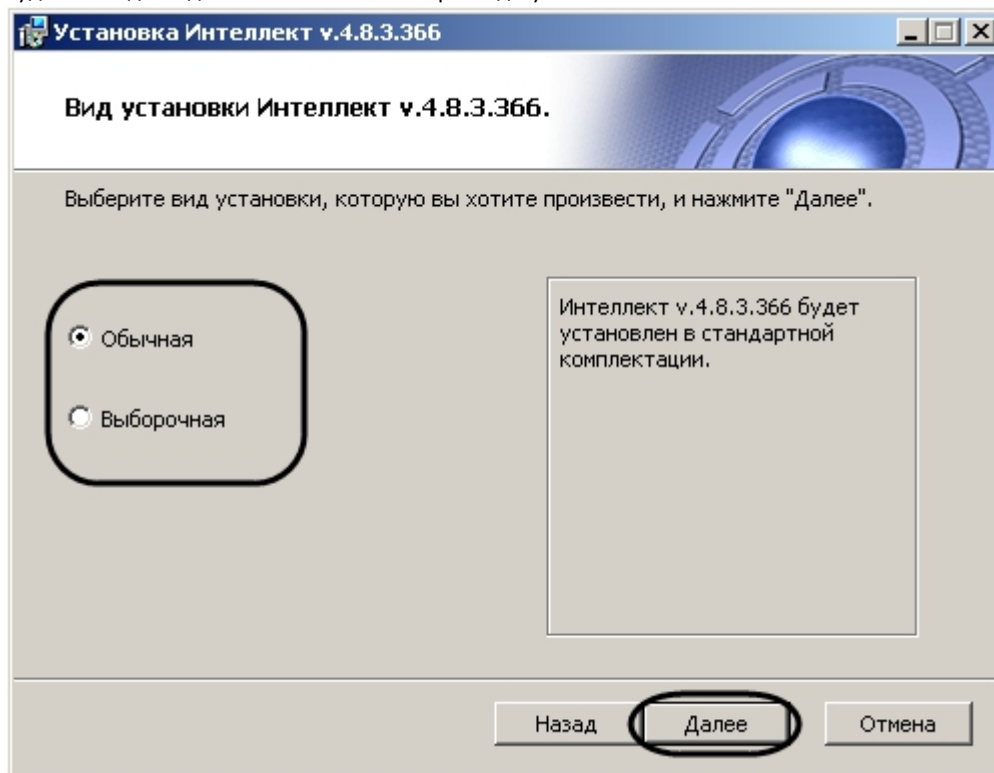 Установка Интеллект v.4.8.3.366
Вид установки Интеллект v.4.8.3.366.
Выберите вид установки, которую вы хотите произвести, и нажмите "Далее".
Обычная
Выборочная
Интеллект v.4.8.3.366 будет
установлен в стандартной
комплектации.
Назад
Далее
Отмена